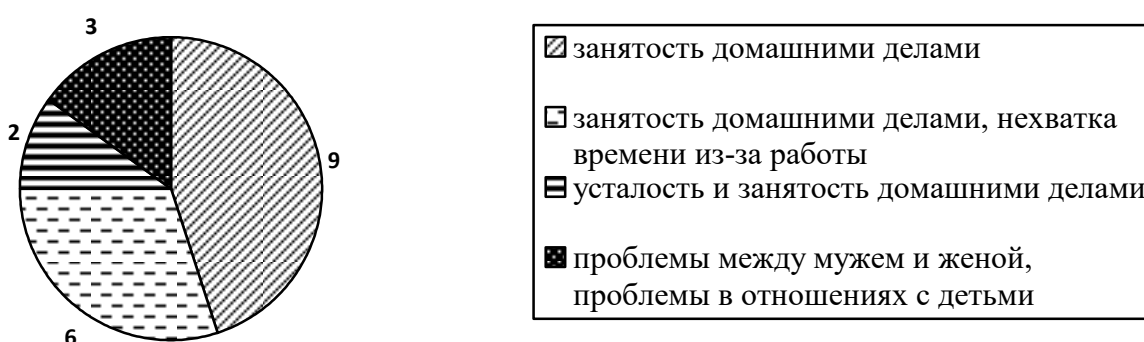 3
2
9
6
занятость домашними делами
занятость домашними делами, нехватка
времени из-за работы
усталость и занятость домашними делами
проблемы между мужем и женой,
проблемы в отношениях с детьми